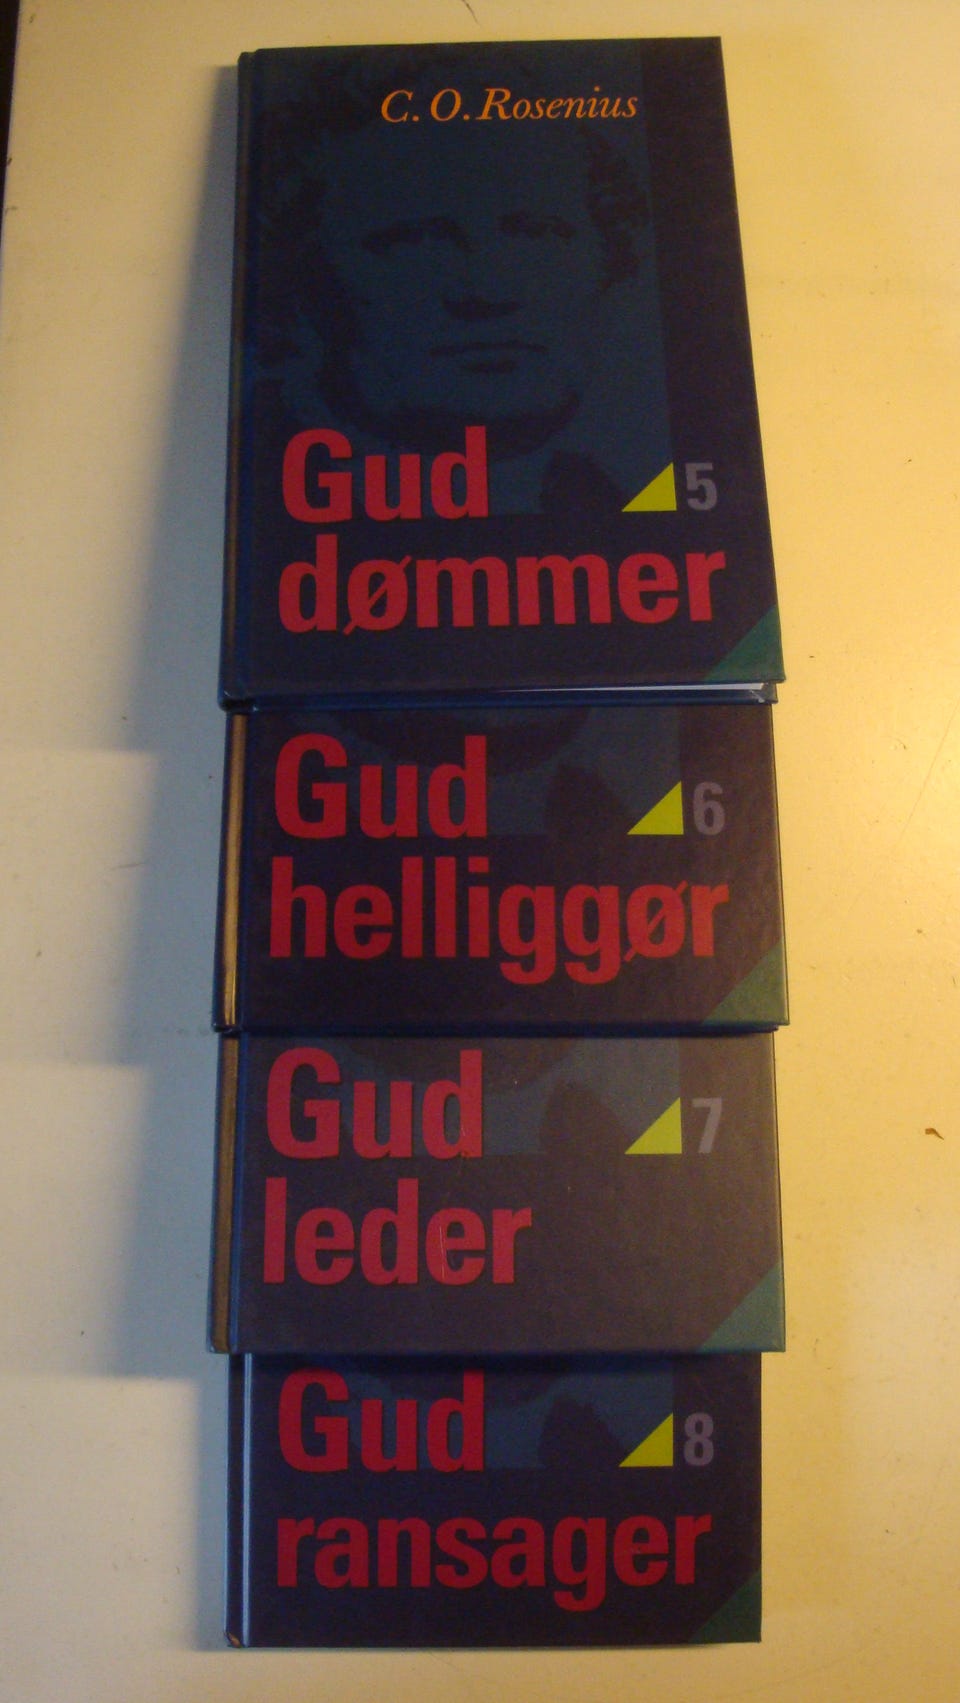 C. O. Rosenius
Gud
5
dømmer
Gud
6
helliggør
Gud
7
leder
Gud
8
ransager